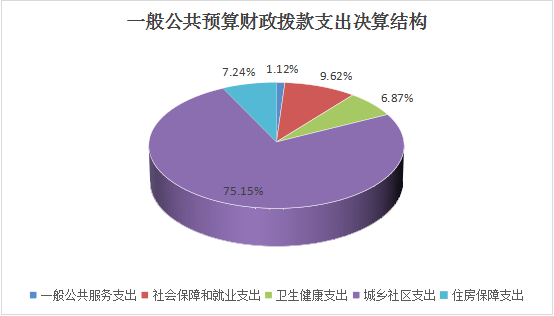 一般公共预算财政拨款支出决算结构
7.24% 1.12%
9.62%
6.87%
75.15%
一般公共服务支出 社会保障和就业支出 卫生健康支出 城乡社区支出 住房保障支出